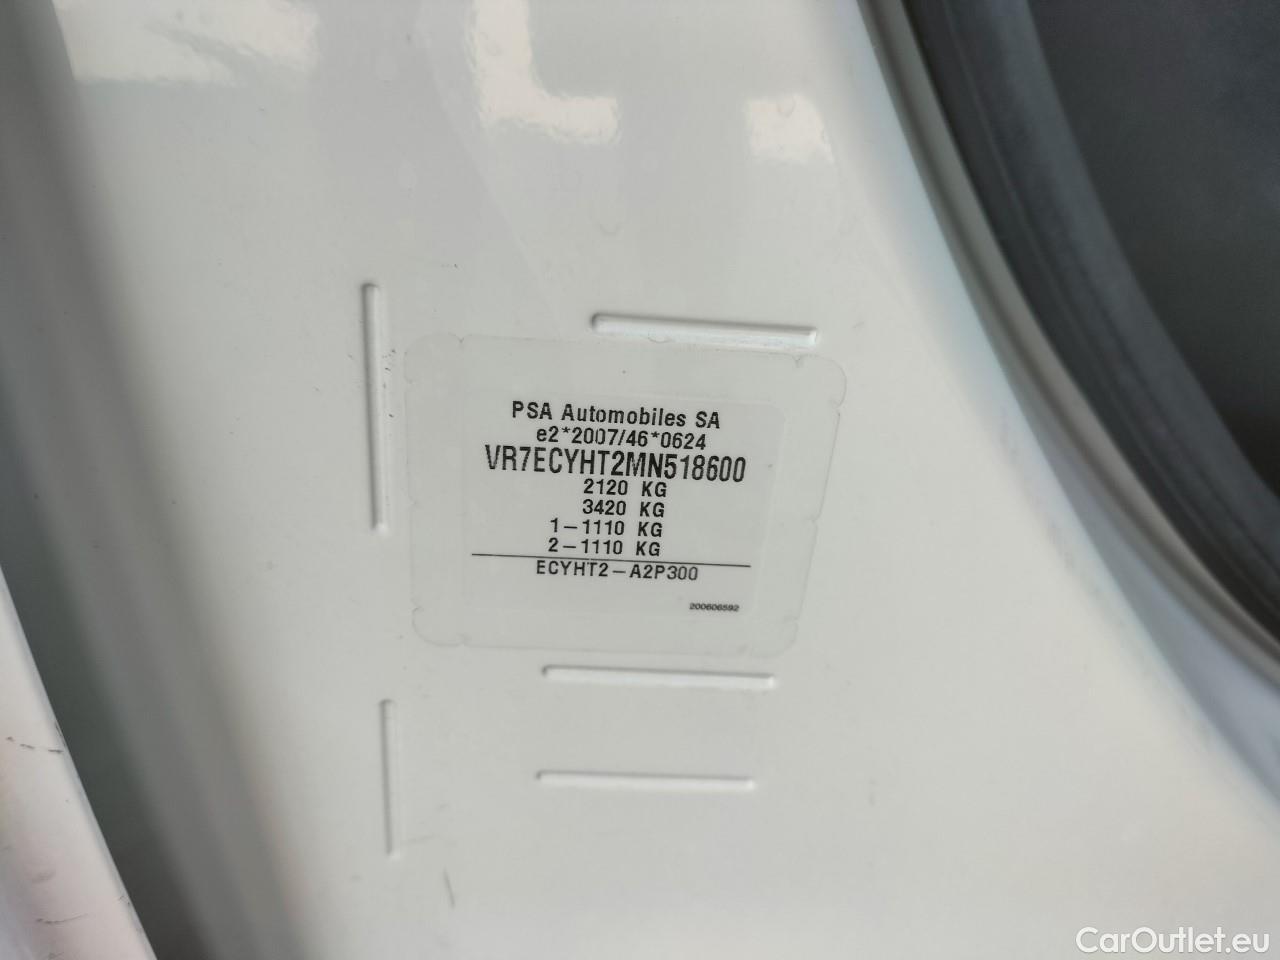 PSA Automobiles SA
e2*2007/46*0624
VR7ECYHT2MN518600
2120 KG
3420 KG
1-1110 KG
2-1110 KG
ECYHT2-A2P300
200606592
CarOutlet.eu